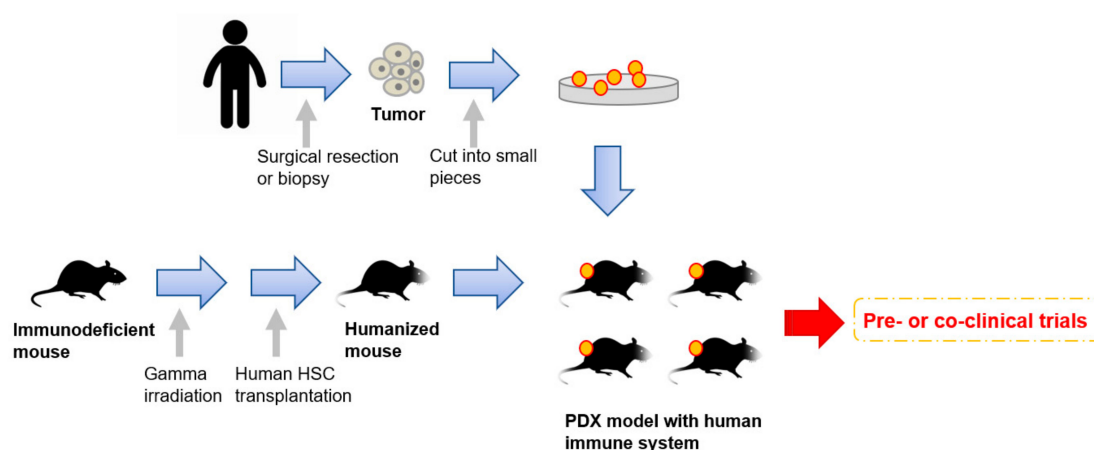 Tumor
Surgical resection
or biopsy
Cut into small
pieces
Immunodeficient
mouse
Gamma
irradiation
Human HSC
transplantation
Humanized
mouse
PDX model with human
immune system
Pre- or co-clinical trials